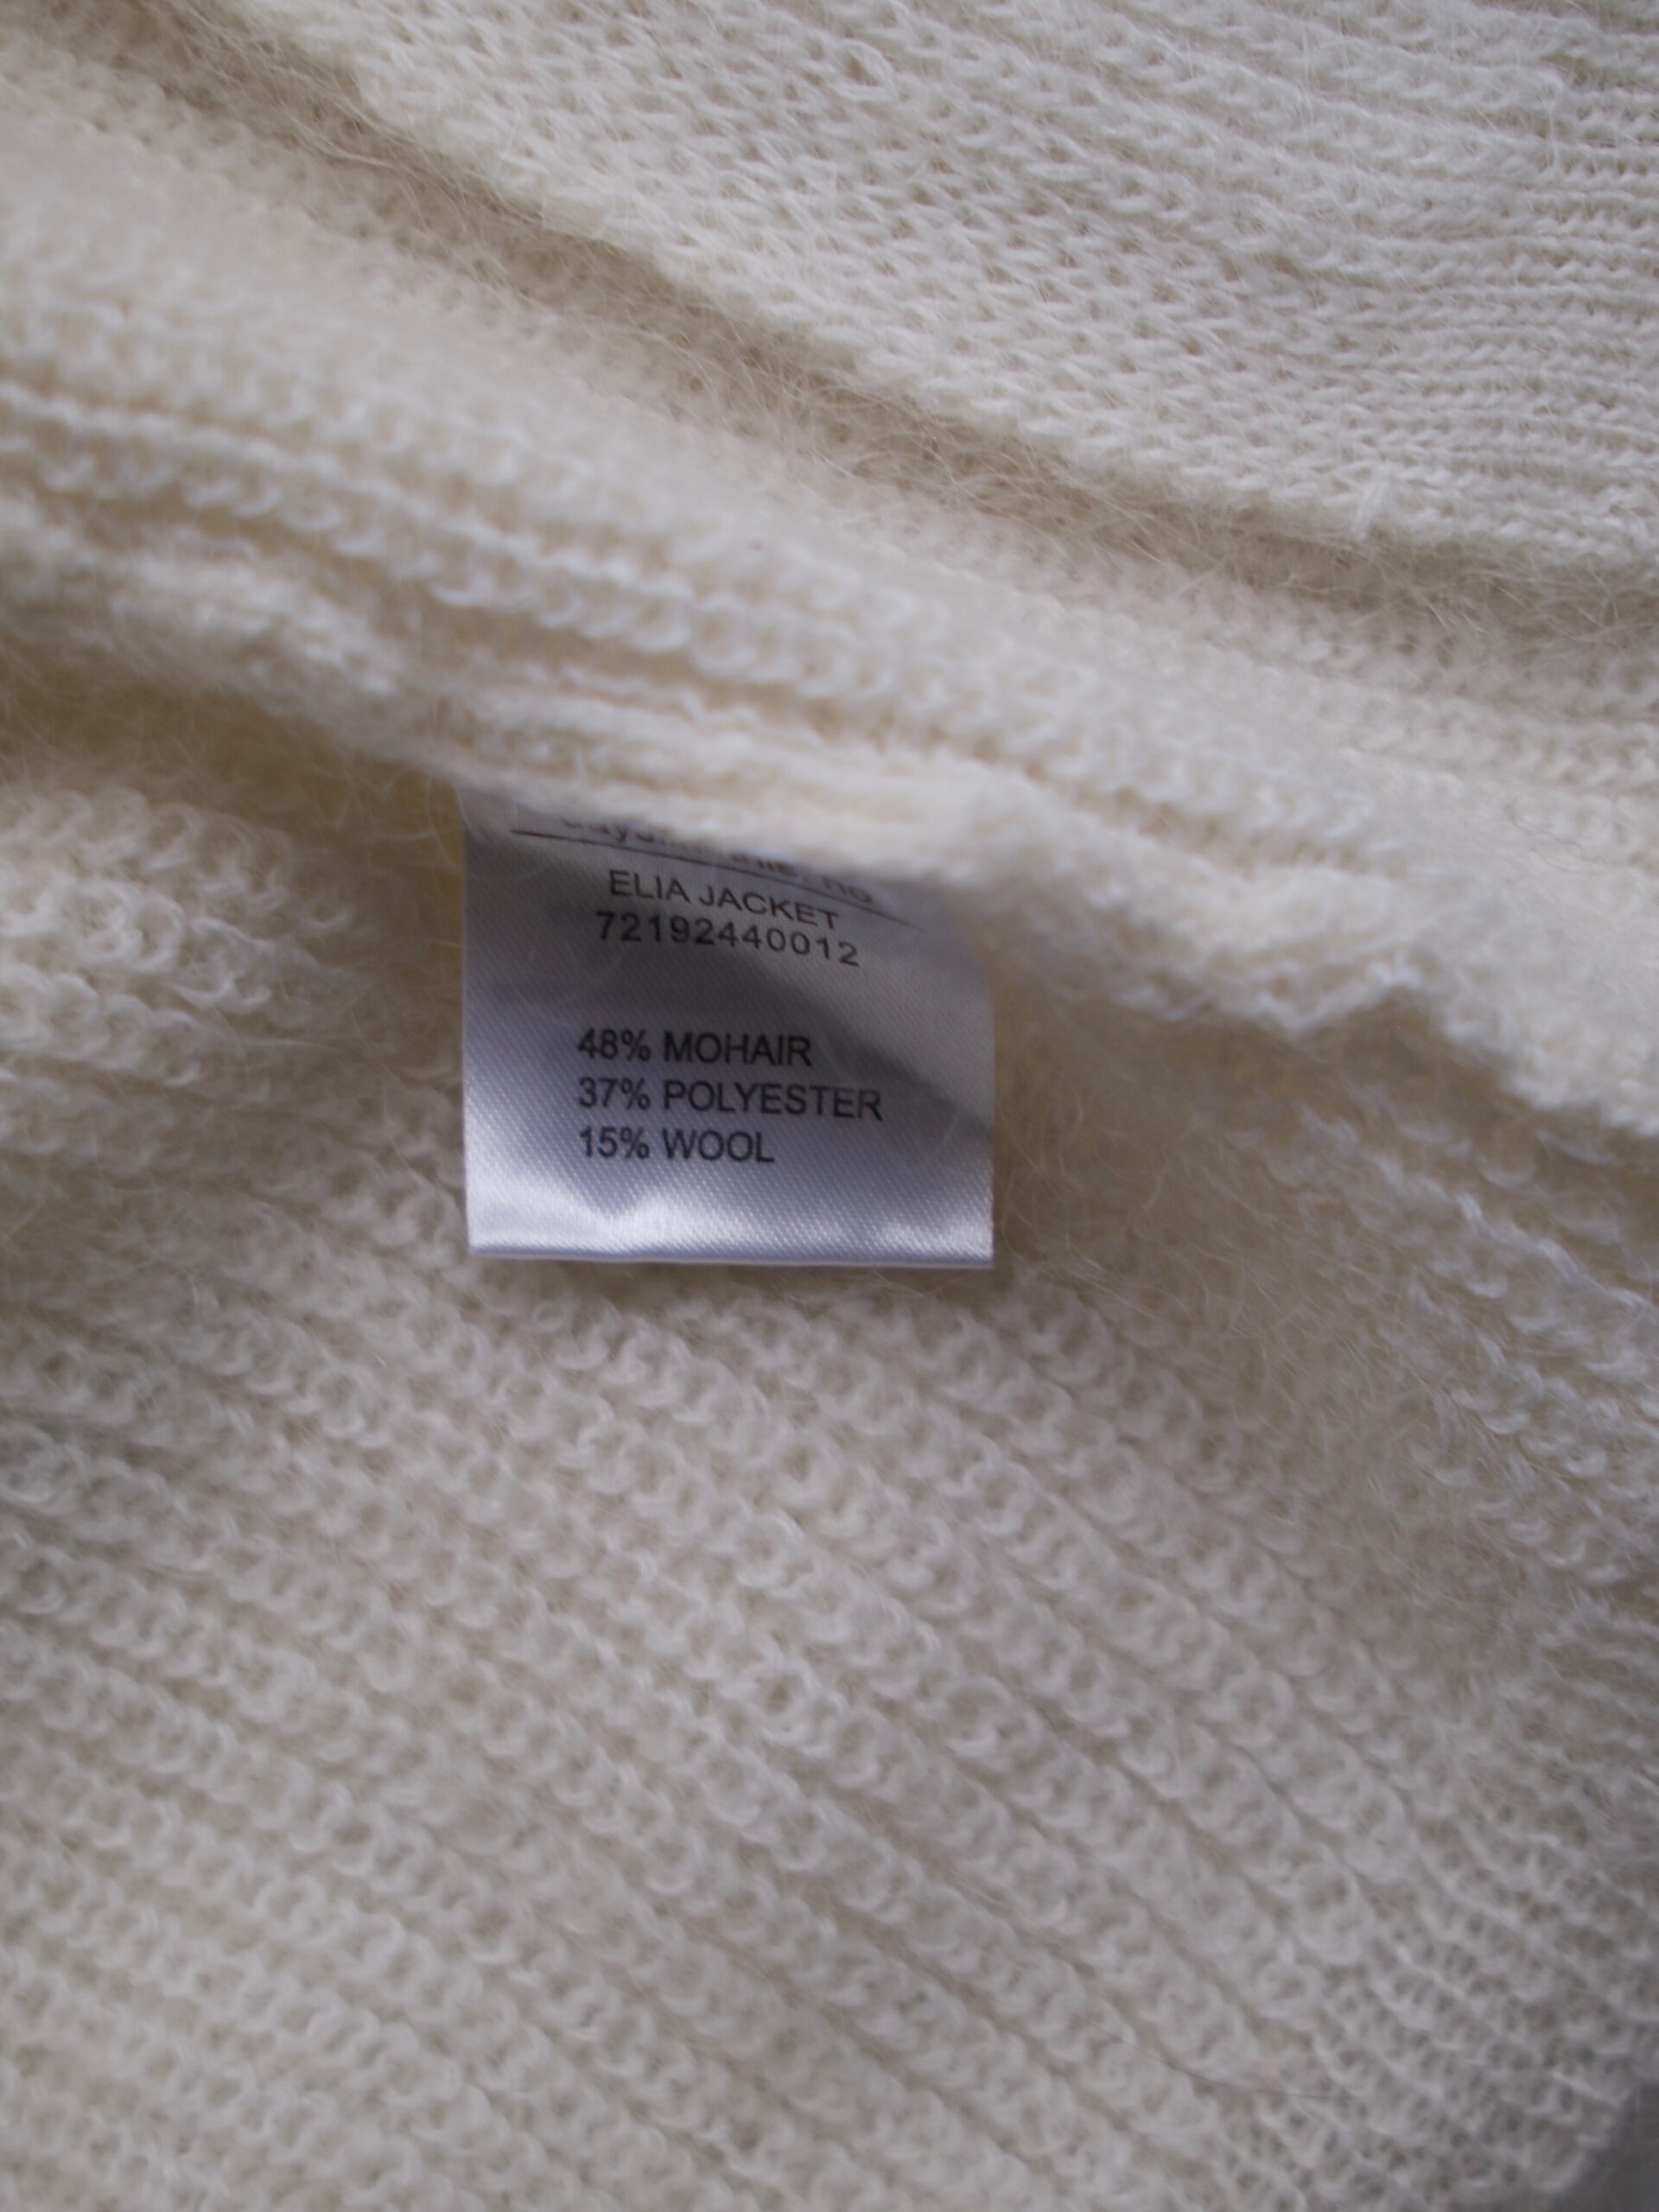 ELIA JACKET
72192440012
48% MOHAIR
37% POLYESTER
15% WOOL